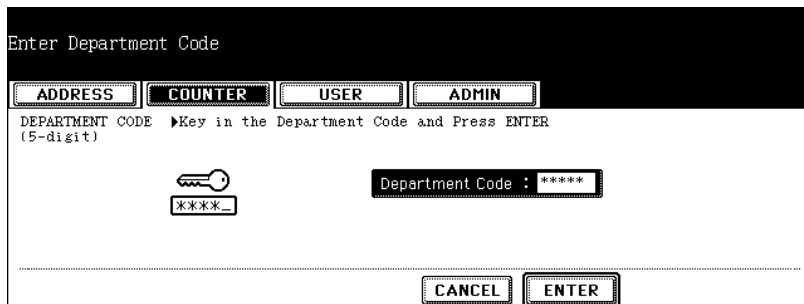 Enter Department Code
ADDRESS COUNTER USER ADMIN
DEPARTMENT CODE ▶Key in the Department Code and Press ENTER
(5-digit)
Department Code : *****
****_
CANCEL ENTER